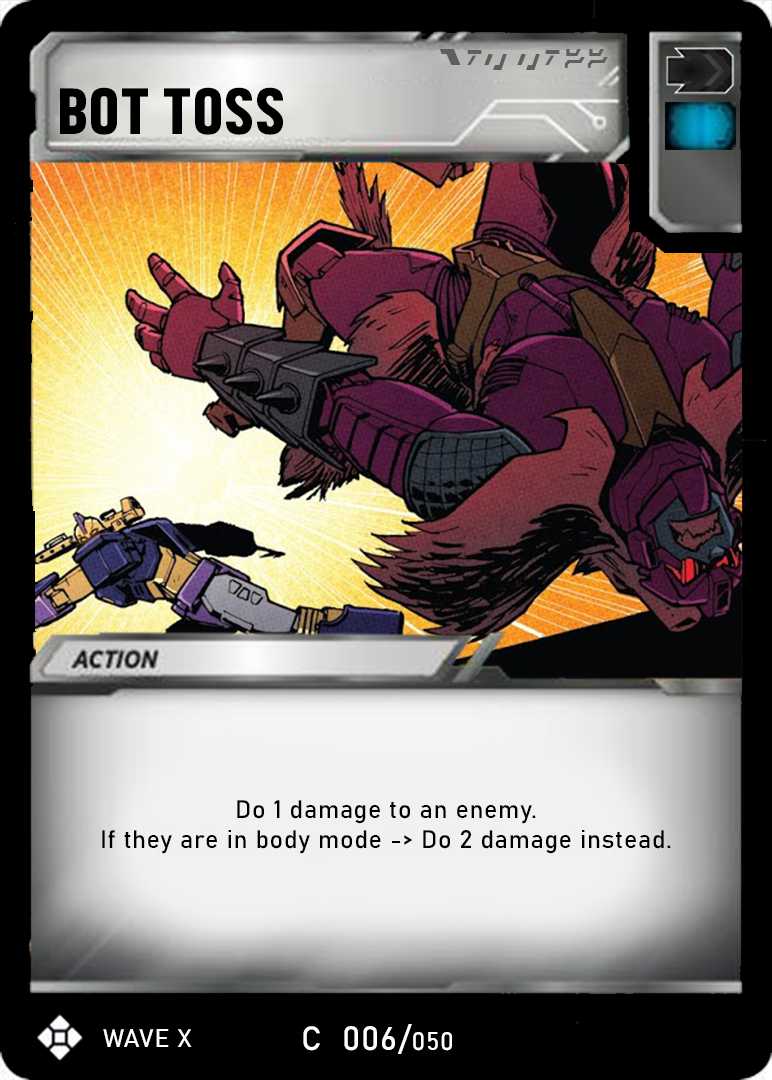 BOT TOSS
ACTION
Do 1 damage to an enemy.
If they are in body mode -> Do 2 damage instead.
WAVE X
C 006/050